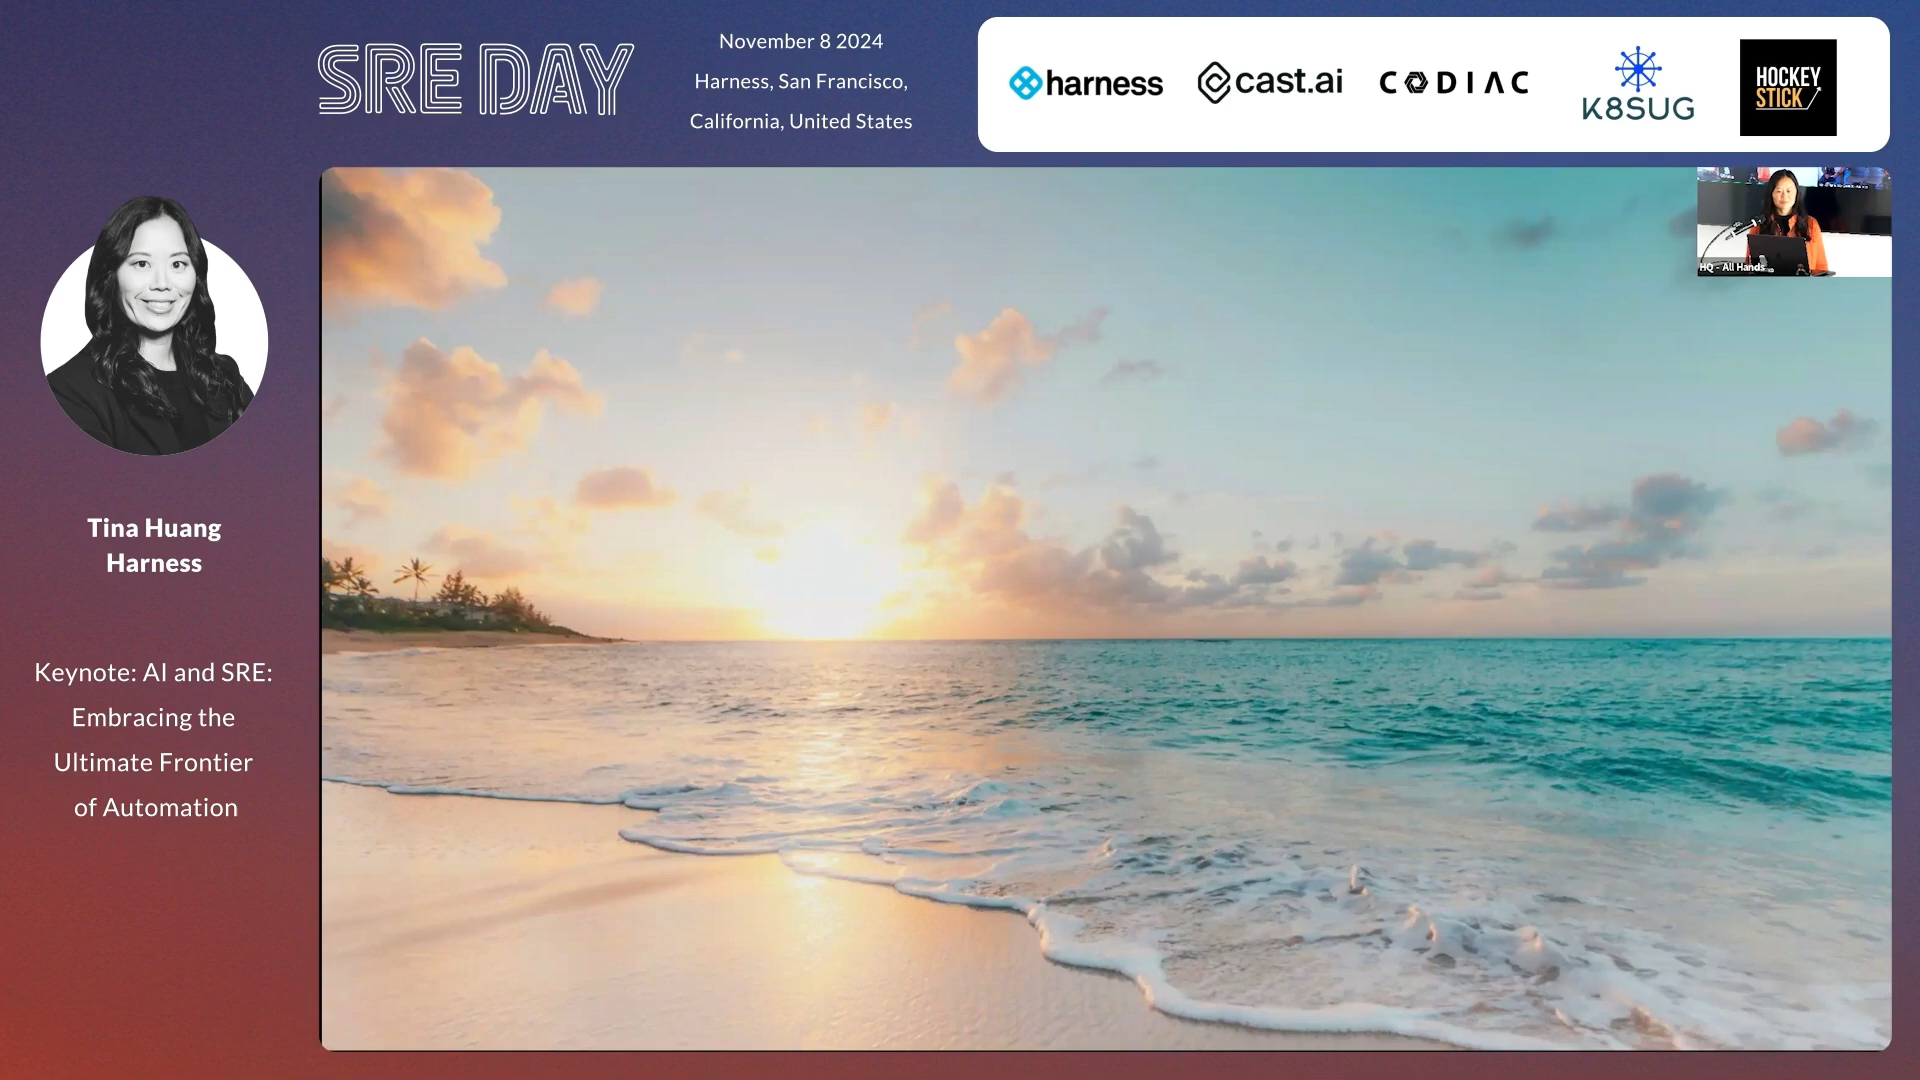 SRE DAY
November 8 2024
Harness, San Francisco,
California, United States
harness
cast.ai
CODIAC
K8SUG
HOCKEY
STICK
HQ - All Hands
Tina Huang
Harness
Keynote: AI and SRE:
Embracing the
Ultimate Frontier
of Automation